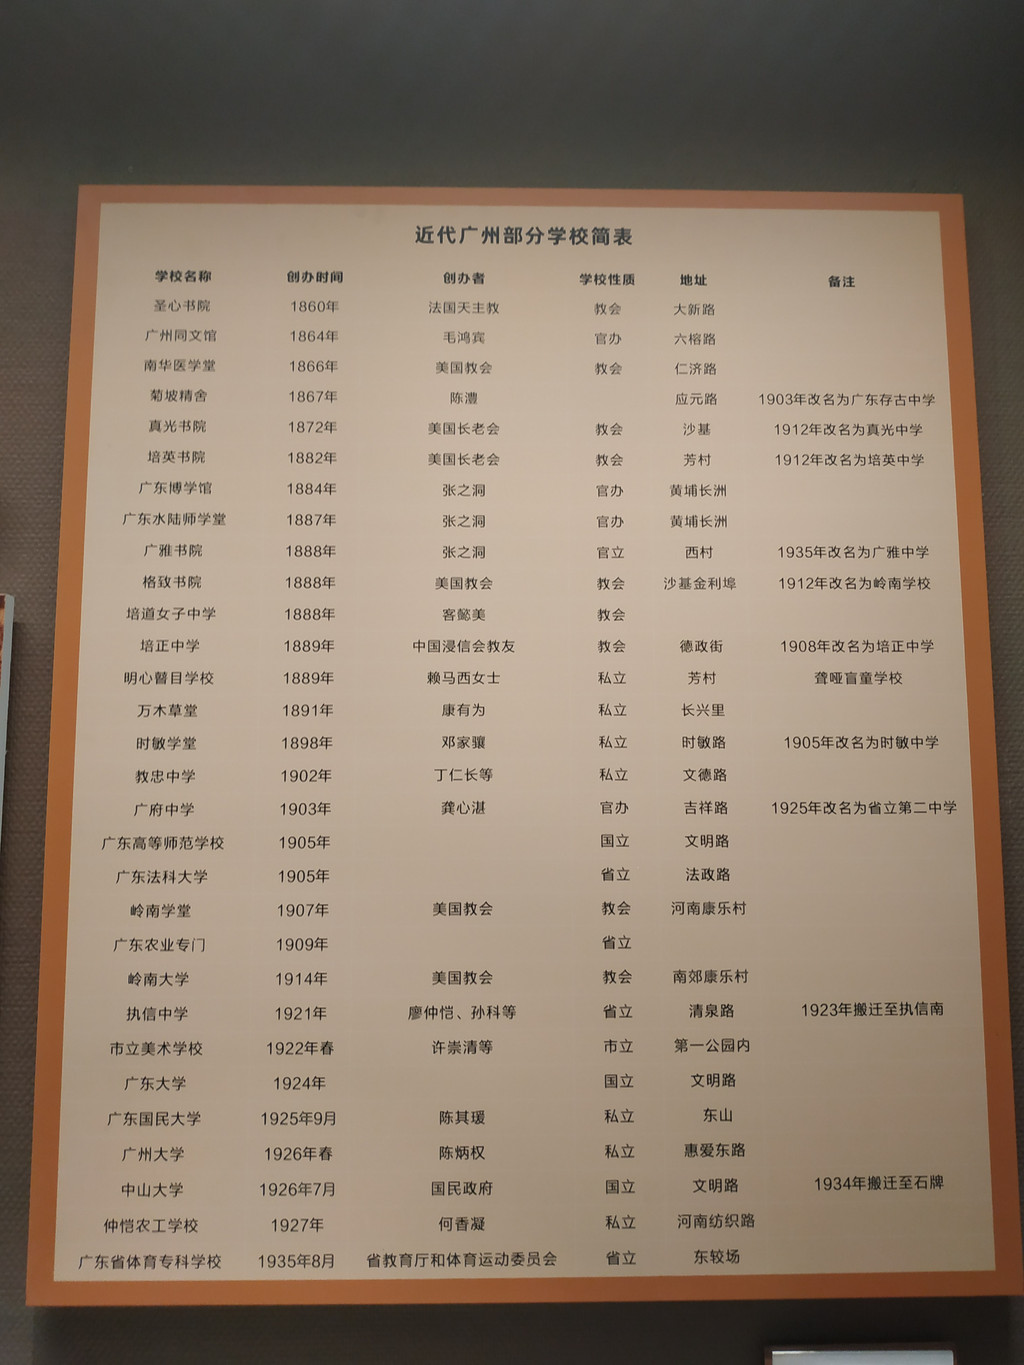 近代广州部分学校简表
学校名称 创办时间 创办者 学校性质 地址 备注
圣心书院 1860年 法国天主教 教会 大新路
广州同文馆 1864年 毛鸿宾 官办 六榕路
南华医学堂 1866年 美国教会 教会 仁济路
菊坡精舍 1867年 陈澧 应元路 1903年改名为广东存古中学
真光书院 1872年 美国长老会 教会 沙基 1912年改名为真光中学
培英书院 1882年 美国长老会 教会 芳村 1912年改名为培英中学
广东博学馆 1884年 张之洞 官办 黄埔长洲
广东水陆师学堂 1887年 张之洞 官办 黄埔长洲
广雅书院 1888年 张之洞 官立 西村 1935年改名为广雅中学
格致书院 1888年 美国教会 教会 沙基金利埠 1912年改名为岭南学校
培道女子中学 1888年 客懿美 教会
培正中学 1889年 中国浸信会教友 教会 德政街 1908年改名为培正中学
明心瞽目学校 1889年 赖马西女士 私立 芳村 聋哑盲童学校
万木草堂 1891年 康有为 私立 长兴里
时敏学堂 1898年 邓家骧 私立 时敏路 1905年改名为时敏中学
教忠中学 1902年 丁仁长等 私立 文德路
广府中学 1903年 龚心湛 官办 吉祥路 1925年改名为省立第二中学
广东高等师范学校 1905年 国立 文明路
广东法科大学 1905年 省立 法政路
岭南学堂 1907年 美国教会 教会 河南康乐村
广东农业专门 1909年 省立
岭南大学 1914年 美国教会 教会 南郊康乐村
执信中学 1921年 廖仲恺、孙科等 省立 清泉路 1923年搬迁至执信南
市立美术学校 1922年春 许崇清等 市立 第一公园内
广东大学 1924年 国立 文明路
广东国民大学 1925年9月 陈其瑗 私立 东山
广州大学 1926年春 陈炳权 私立 惠爱东路
中山大学 1926年7月 国民政府 国立 文明路 1934年搬迁至石牌
仲恺农工学校 1927年 何香凝 私立 河南纺织路
广东省体育专科学校 1935年8月 省教育厅和体育运动委员会 省立 东较场